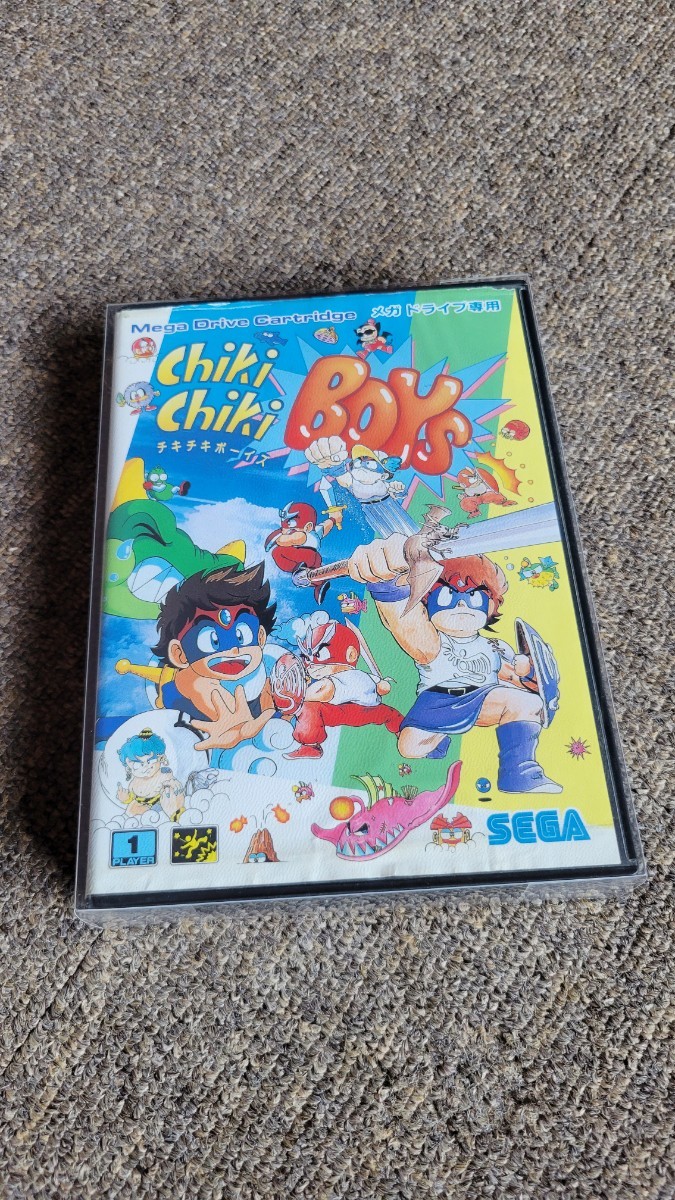 Mega Drive Cartridge メガドライブ専用
Chiki
Chiki
BOYS
チキチキボーイズ
1
PLAYER
SEGA